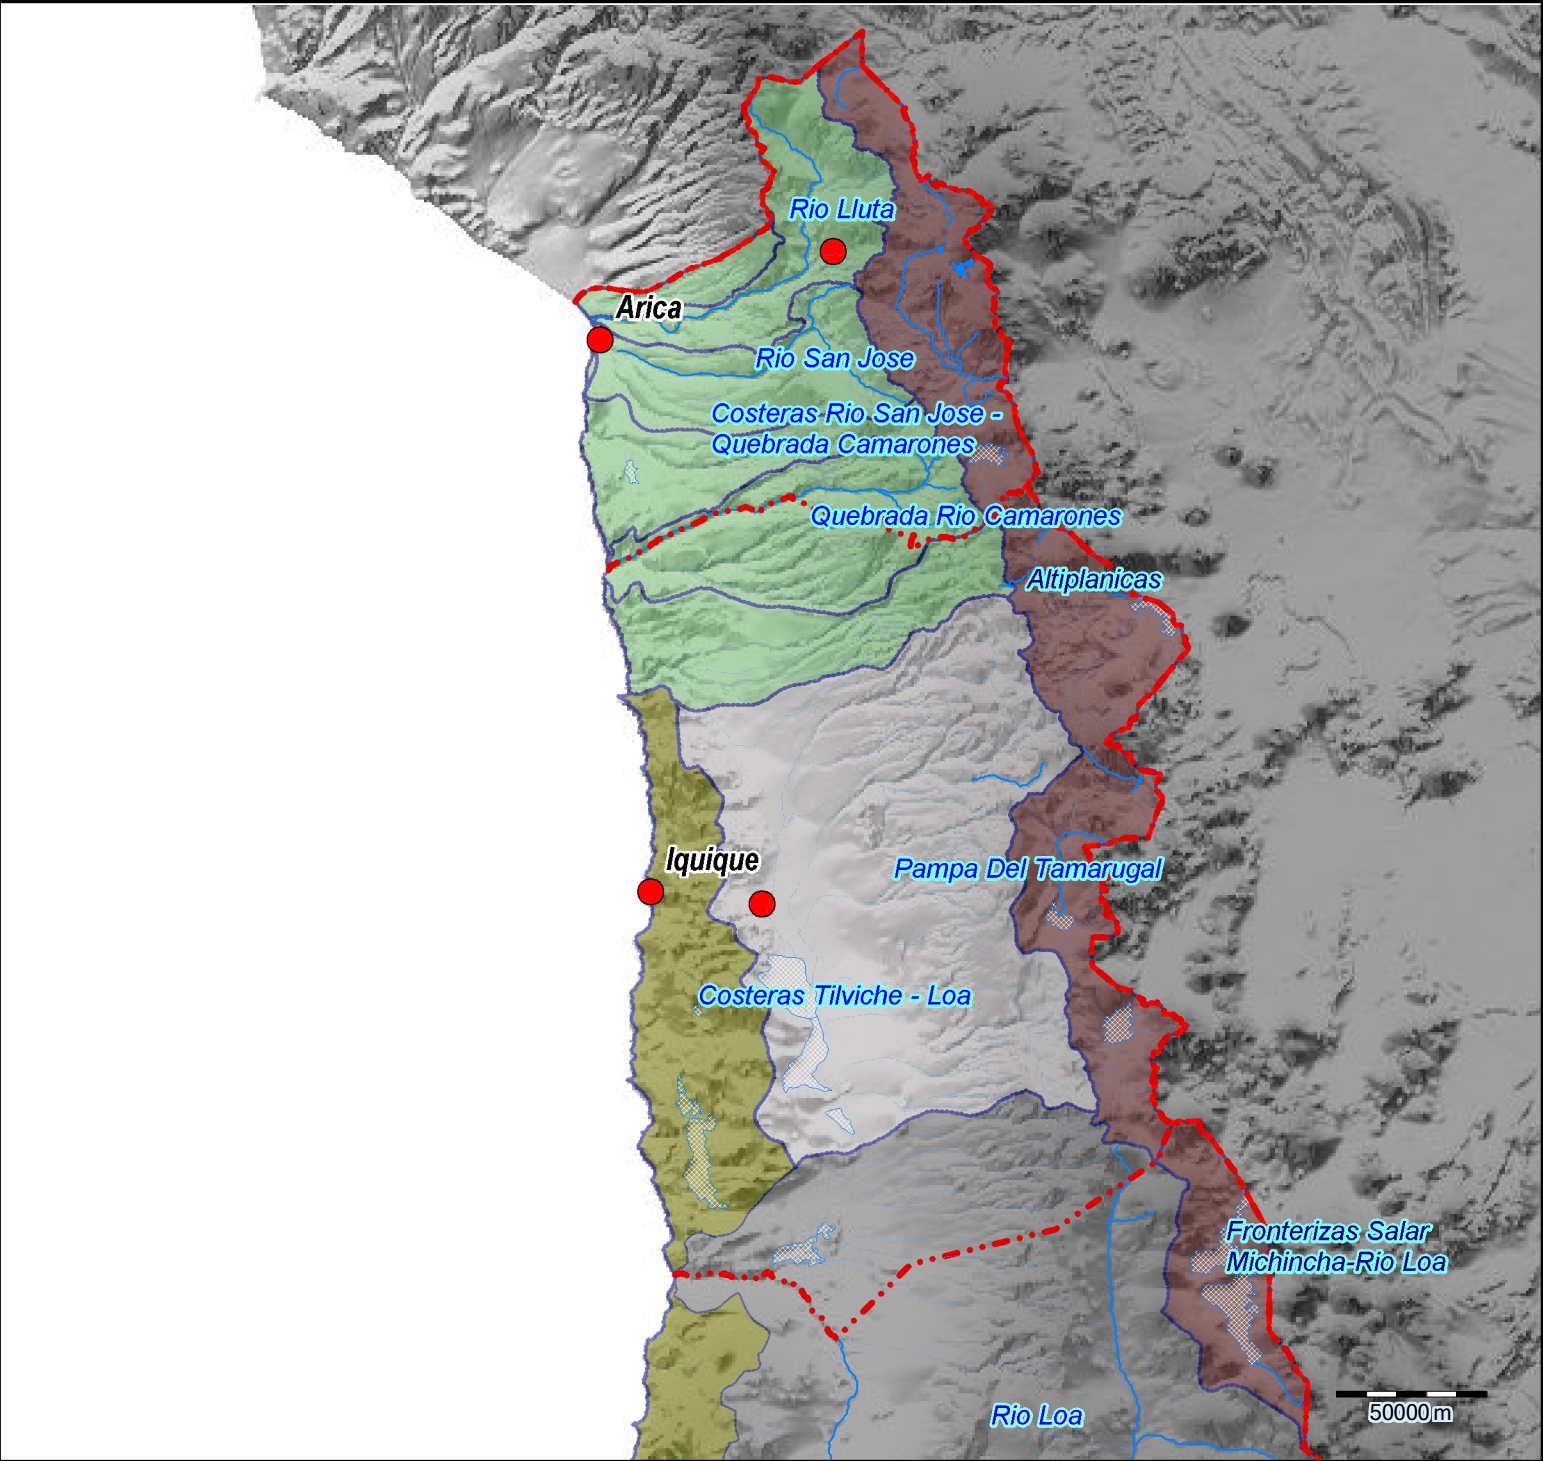 Rio Lluta
Arica
Rio San Jose
Costeras Rio San Jose -
Quebrada Camarones
Quebrada Rio Camarones
Altiplanicas
Iquique
Pampa Del Tamarugal
Costeras Tilviche - Loa
Fronterizas Salar
Michincha-Rio Loa
Rio Loa
50000m